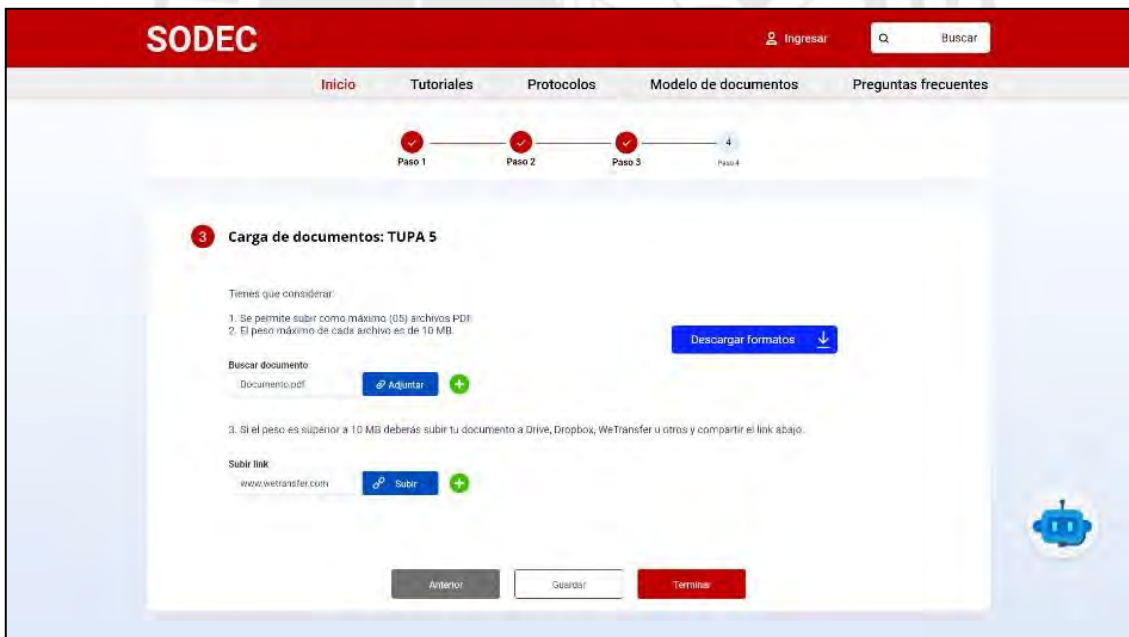 SODEC
Ingresar
Buscar
Inicio Tutoriales Protocolos Modelo de documentos Preguntas frecuentes
4
Paso 1 Paso 2 Paso 3 Paso 4
3 Carga de documentos: TUPA 5
Tienes que considerar:
1. Se permite subir como máximo (05) archivos PDF
2. El peso máximo de cada archivo es de 10 MB.
Descargar formatos
Buscar documento
Documento.pdf Adjuntar
3. Si el peso es superior a 10 MB deberás subir tu documento a Drive, Dropbox, WeTransfer u otros y compartir el link abajo.
Subir link
www.wetransfer.com Subir
Anterior Guardar Terminar